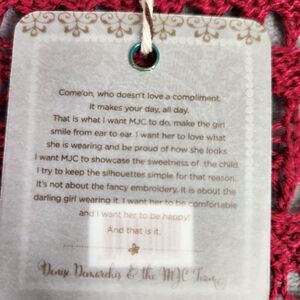 Come'on, who doesn't love a compliment.
It makes your day, all day.
That is what I want MJC to do, make the girl
smile from ear to ear. I want her to love what
she is wearing and be proud of how she looks.
I want MJC to showcase the sweetness of the child.
I try to keep the silhouettes simple for that reason.
It's not about the fancy embroidery. It is about the
darling girl wearing it. I want her to be comfortable
and I want her to be happy!
And that is it.
Denise Demarchis & the MJC Team